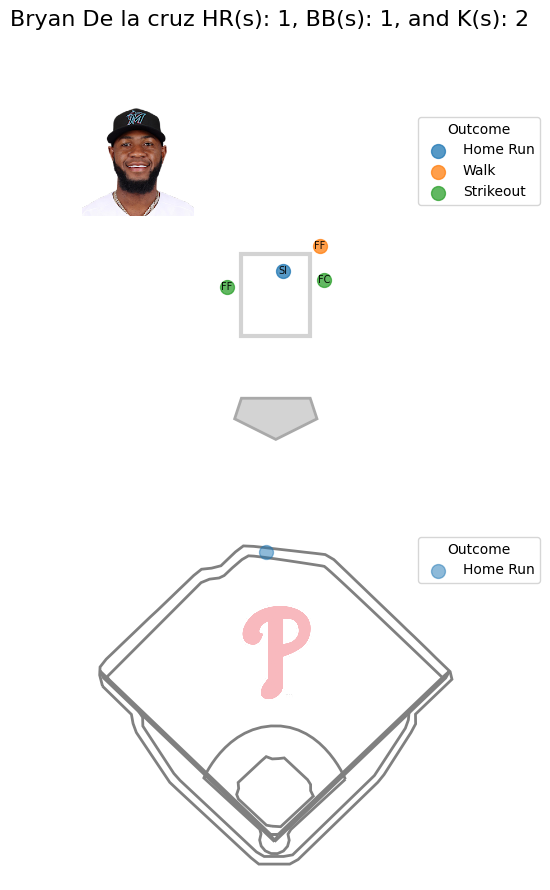 Bryan De la cruz HR(s): 1, BB(s): 1, and K(s): 2
Outcome
Home Run
Walk
Strikeout
FF
SI
FC
FF
Outcome
Home Run
P